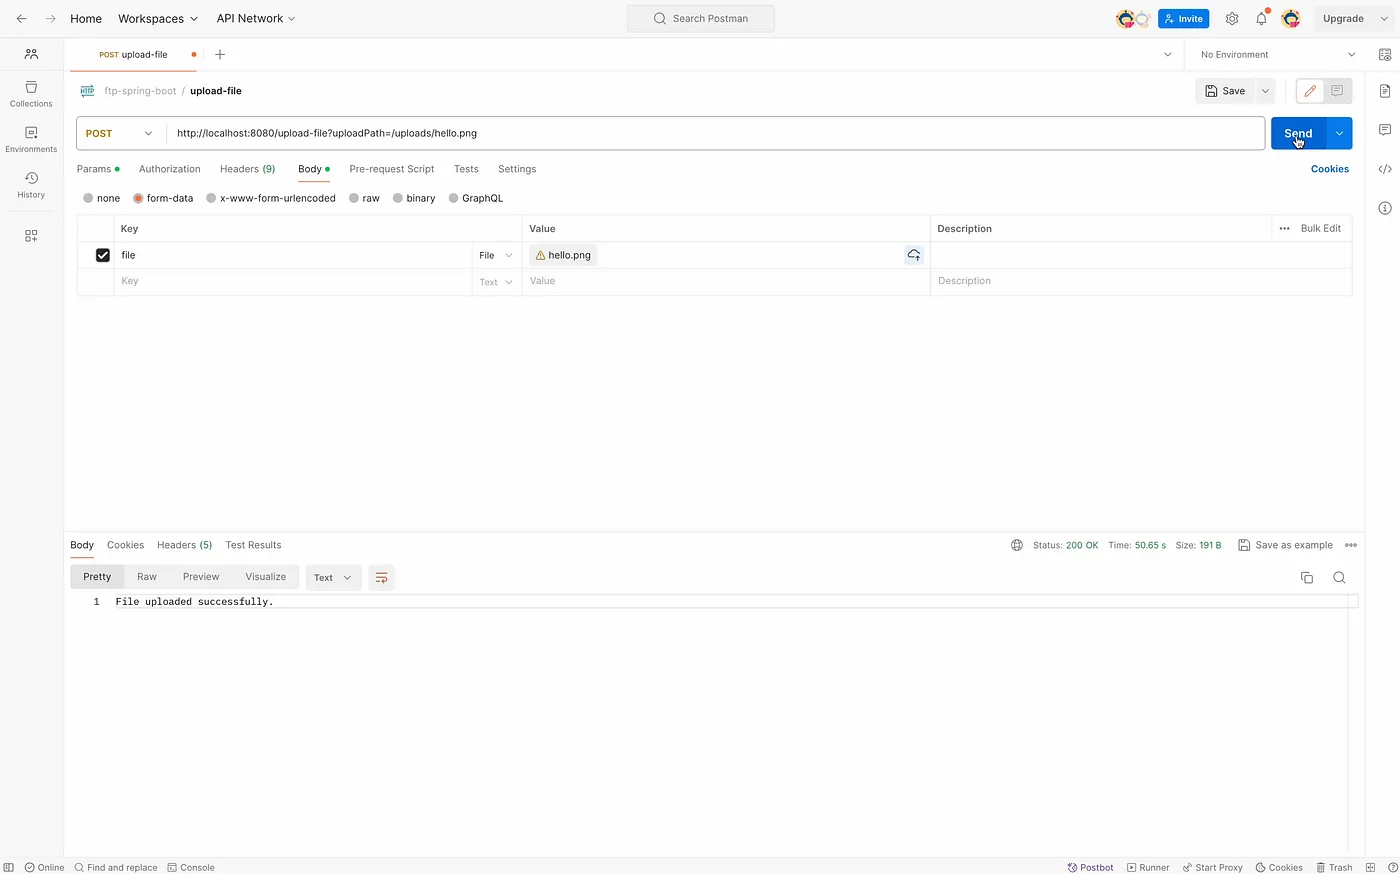 Home Workspaces API Network Search Postman Invite Upgrade
POST upload-file No Environment
HTTP ftp-spring-boot / upload-file Save
POST http://localhost:8080/upload-file?uploadPath=/uploads/hello.png Send
Params Authorization Headers (9) Body Pre-request Script Tests Settings Cookies
none form-data x-www-form-urlencoded raw binary GraphQL
Key Value Description Bulk Edit
file File hello.png
Key Text Value Description
Collections
Environments
History
Body Cookies Headers (5) Test Results Status: 200 OK Time: 50.65 s Size: 191 B Save as example
Pretty Raw Preview Visualize Text
1 File uploaded successfully.
Online Find and replace Console Postbot Runner Start Proxy Cookies Trash